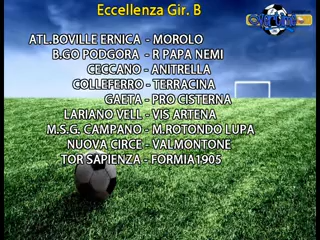 Eccellenza Gir. B
ATL.BOVILLE ERNICA - MOROLO
B.GO PODGORA - R PAPA NEMI
CECCANO - ANITRELLA
COLLEFERRO - TERRACINA
GAETA - PRO CISTERNA
LARIANO VELL - VIS ARTENA
M.S.G. CAMPANO - M.ROTONDO LUPA
NUOVA CIRCE - VALMONTONE
TOR SAPIENZA - FORMIA1905